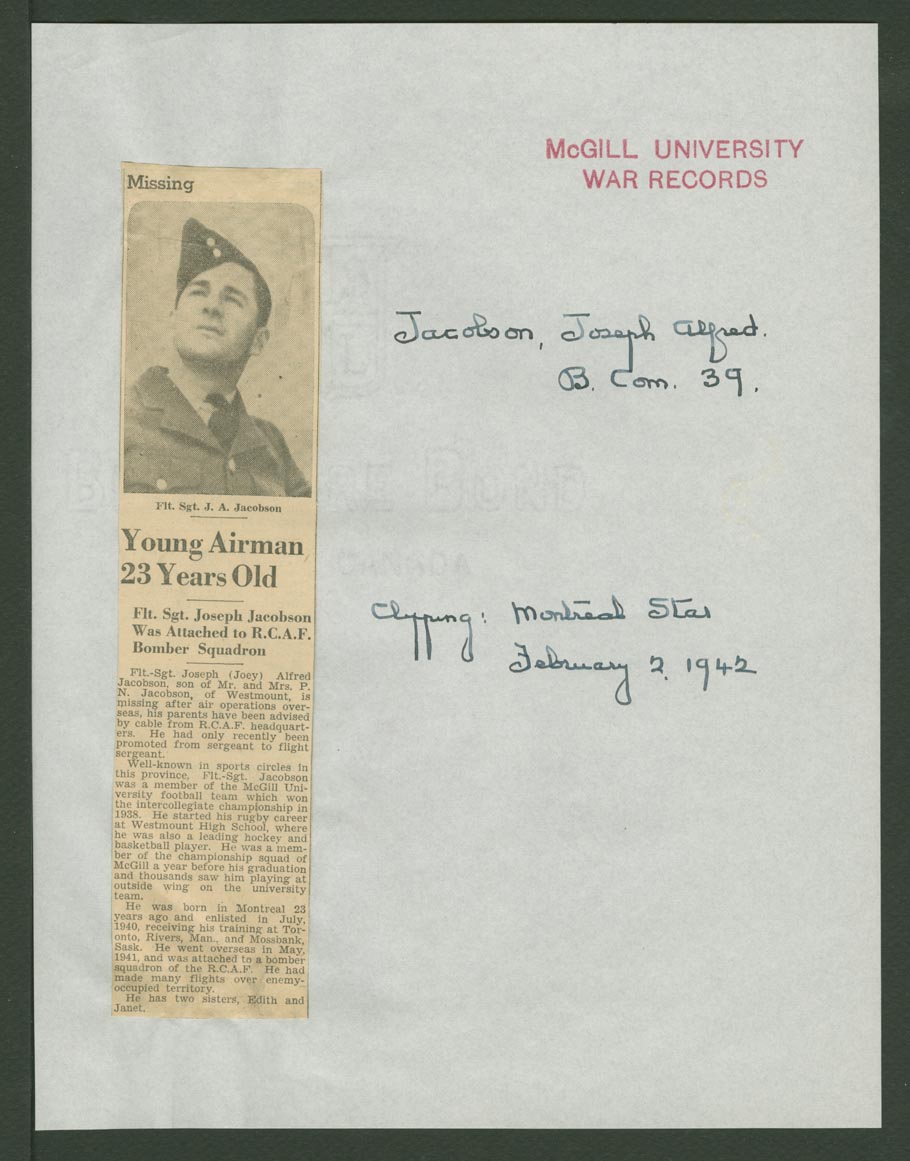 McGILL UNIVERSITY
WAR RECORDS
Missing
Flt. Sgt. J. A. Jacobson
Young Airman
23 Years Old
Flt. Sgt. Joseph Jacobson
Was Attached to R.C.A.F.
Bomber Squadron
Flt.-Sgt. Joseph (Joey) Alfred
Jacobson, son of Mr. and Mrs. P.
N. Jacobson, of Westmount, is
missing after air operations over-
seas, his parents have been advised
by cable from R.C.A.F. headquart-
ers. He had only recently been
promoted from sergeant to flight
sergeant.
Well-known in sports circles in
this province, Flt.-Sgt. Jacobson
was a member of the McGill Uni-
versity football team which won
the intercollegiate championship in
1938. He started his rugby career
at Westmount High School, where
he was also a leading hockey and
basketball player. He was a mem-
ber of the championship squad of
McGill a year before his graduation
and thousands saw him playing at
outside wing on the university
team.
He was born in Montreal 23
years ago and enlisted in July,
1940, receiving his training at Tor-
onto, Rivers, Man., and Mossbank,
Sask. He went overseas in May,
1941, and was attached to a bomber
squadron of the R.C.A.F. He had
made many flights over enemy-
occupied territory.
He has two sisters, Edith and
Janet.
Jacobson, Joseph Alfred.
B. Com. 39.
Clypping: Montreal Star
February 2, 1942